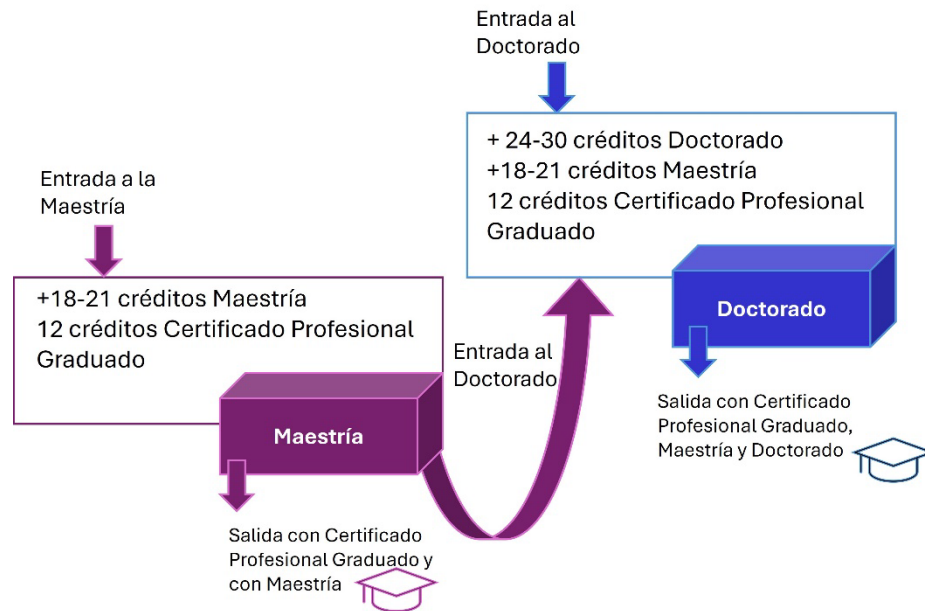 Entrada al
Doctorado
+ 24-30 créditos Doctorado
+18-21 créditos Maestría
12 créditos Certificado Profesional
Graduado
Doctorado
Salida con Certificado
Profesional Graduado,
Maestría y Doctorado
Entrada a la
Maestría
+18-21 créditos Maestría
12 créditos Certificado Profesional
Graduado
Maestría
Salida con Certificado
Profesional Graduado y
con Maestría
Entrada al
Doctorado